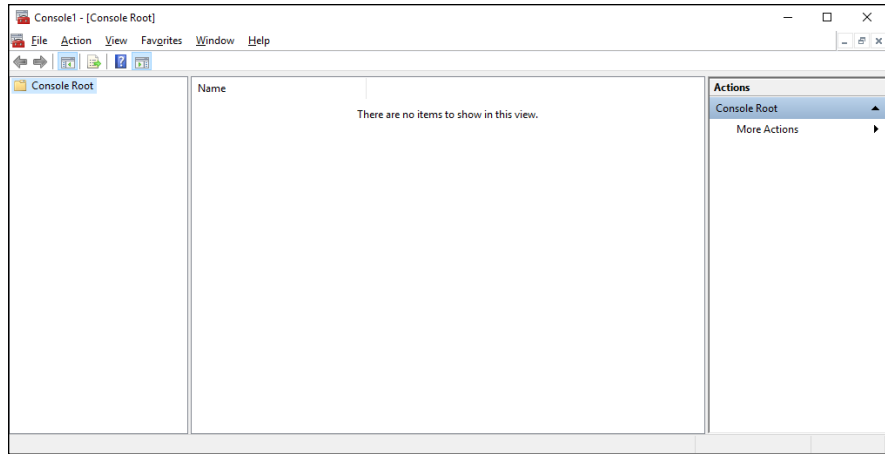 Console1 - [Console Root]
File Action View Favorites Window Help
Console Root
Name
There are no items to show in this view.
Actions
Console Root
More Actions